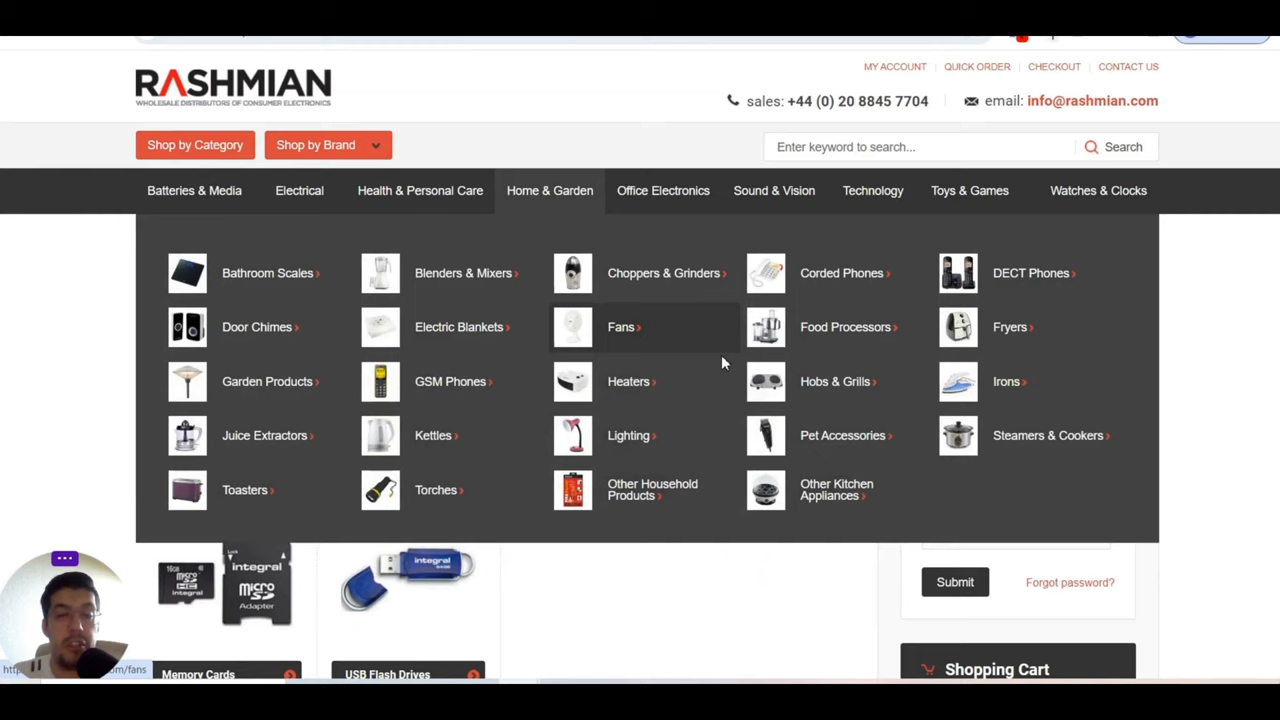 MY ACCOUNT
QUICK ORDER
CHECKOUT
CONTACT US
RASHMIAN
WHOLESALE DISTRIBUTORS OF CONSUMER ELECTRONICS
sales: +44 (0) 20 8845 7704
email: info@rashmian.com
Shop by Category
Shop by Brand
Enter keyword to search...
Search
Batteries & Media
Electrical
Health & Personal Care
Home & Garden
Office Electronics
Sound & Vision
Technology
Toys & Games
Watches & Clocks
Bathroom Scales
Blenders & Mixers
Choppers & Grinders
Corded Phones
DECT Phones
Door Chimes
Electric Blankets
Fans
Food Processors
Fryers
Garden Products
GSM Phones
Heaters
Hobs & Grills
Irons
Juice Extractors
Kettles
Lighting
Pet Accessories
Steamers & Cookers
Toasters
Torches
Other Household
Products
Other Kitchen
Appliances
Lock
integral
micro
Adapter
integral
Submit
Forgot password?
Memory Cards
USB Flash Drives
Shopping Cart
m/fans